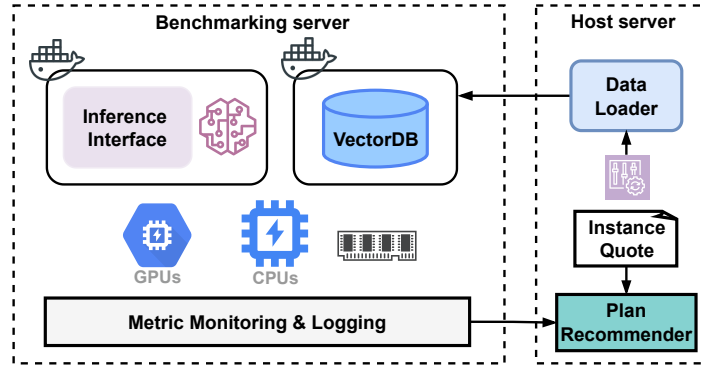 Benchmarking server
Host server
Inference
Interface
VectorDB
Data
Loader
GPUs
CPUs
Instance
Quote
Metric Monitoring & Logging
Plan
Recommender